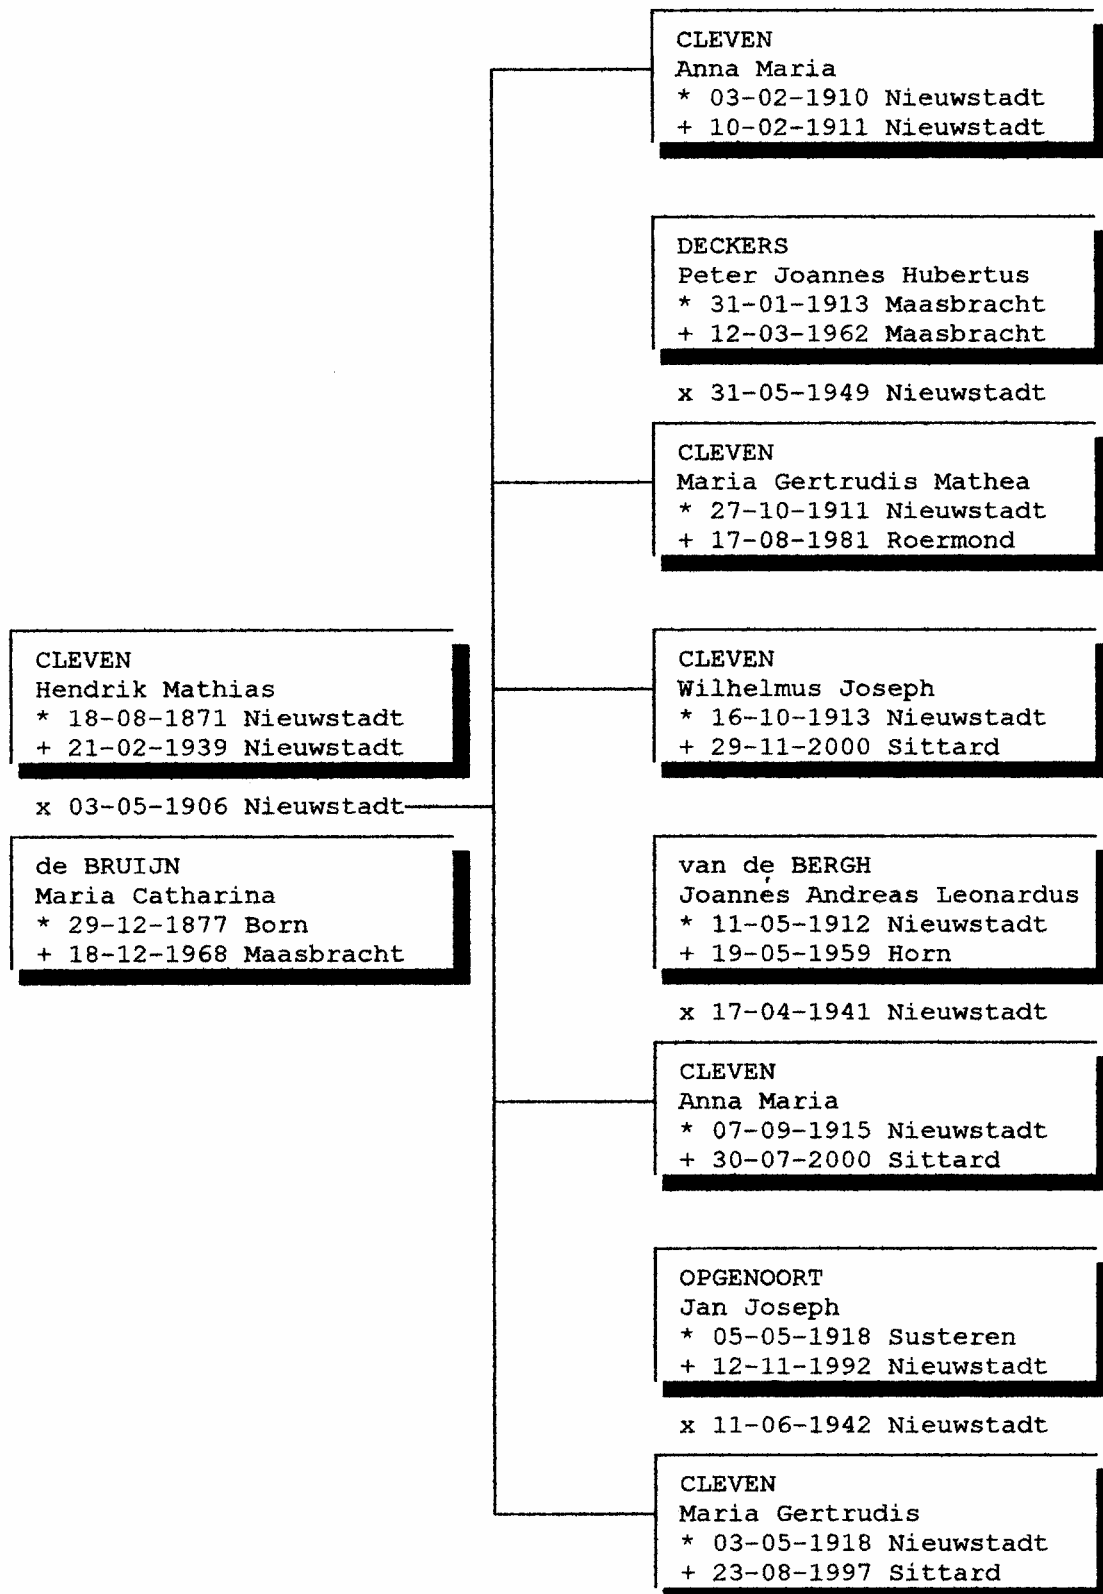 CLEVEN
Anna Maria
* 03-02-1910 Nieuwstadt
+ 10-02-1911 Nieuwstadt
DECKERS
Peter Joannes Hubertus
* 31-01-1913 Maasbracht
+ 12-03-1962 Maasbracht
x 31-05-1949 Nieuwstadt
CLEVEN
Maria Gertrudis Mathea
* 27-10-1911 Nieuwstadt
+ 17-08-1981 Roermond
CLEVEN
Hendrik Mathias
* 18-08-1871 Nieuwstadt
+ 21-02-1939 Nieuwstadt
x 03-05-1906 Nieuwstadt
de BRUIJN
Maria Catharina
* 29-12-1877 Born
+ 18-12-1968 Maasbracht
CLEVEN
Wilhelmus Joseph
* 16-10-1913 Nieuwstadt
+ 29-11-2000 Sittard
van de BERGH
Joannes Andreas Leonardus
* 11-05-1912 Nieuwstadt
+ 19-05-1959 Horn
x 17-04-1941 Nieuwstadt
CLEVEN
Anna Maria
* 07-09-1915 Nieuwstadt
+ 30-07-2000 Sittard
OPGENOORT
Jan Joseph
* 05-05-1918 Susteren
+ 12-11-1992 Nieuwstadt
x 11-06-1942 Nieuwstadt
CLEVEN
Maria Gertrudis
* 03-05-1918 Nieuwstadt
+ 23-08-1997 Sittard